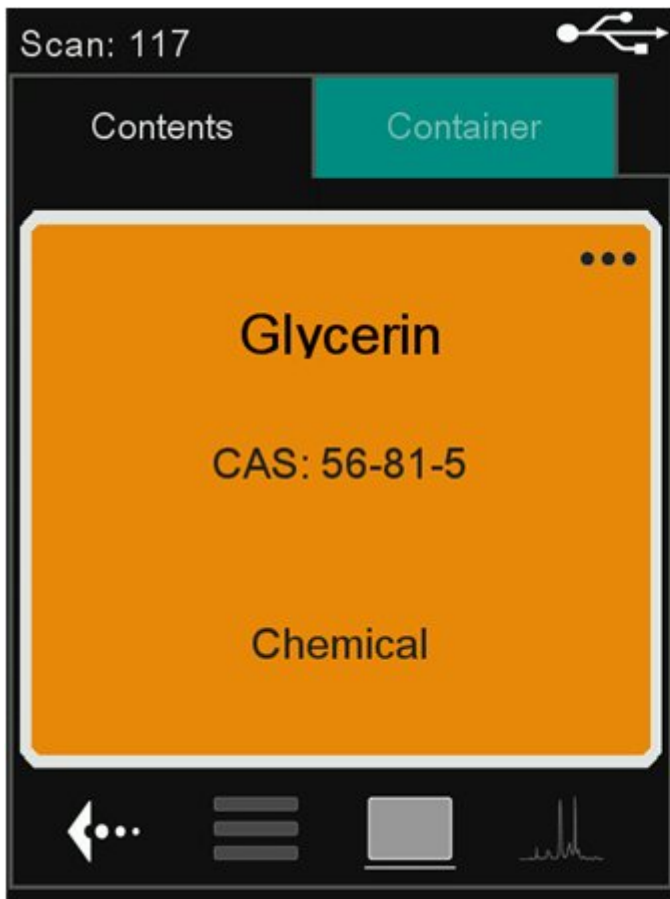 Scan: 117
Contents
Container
Glycerin
CAS: 56-81-5
Chemical